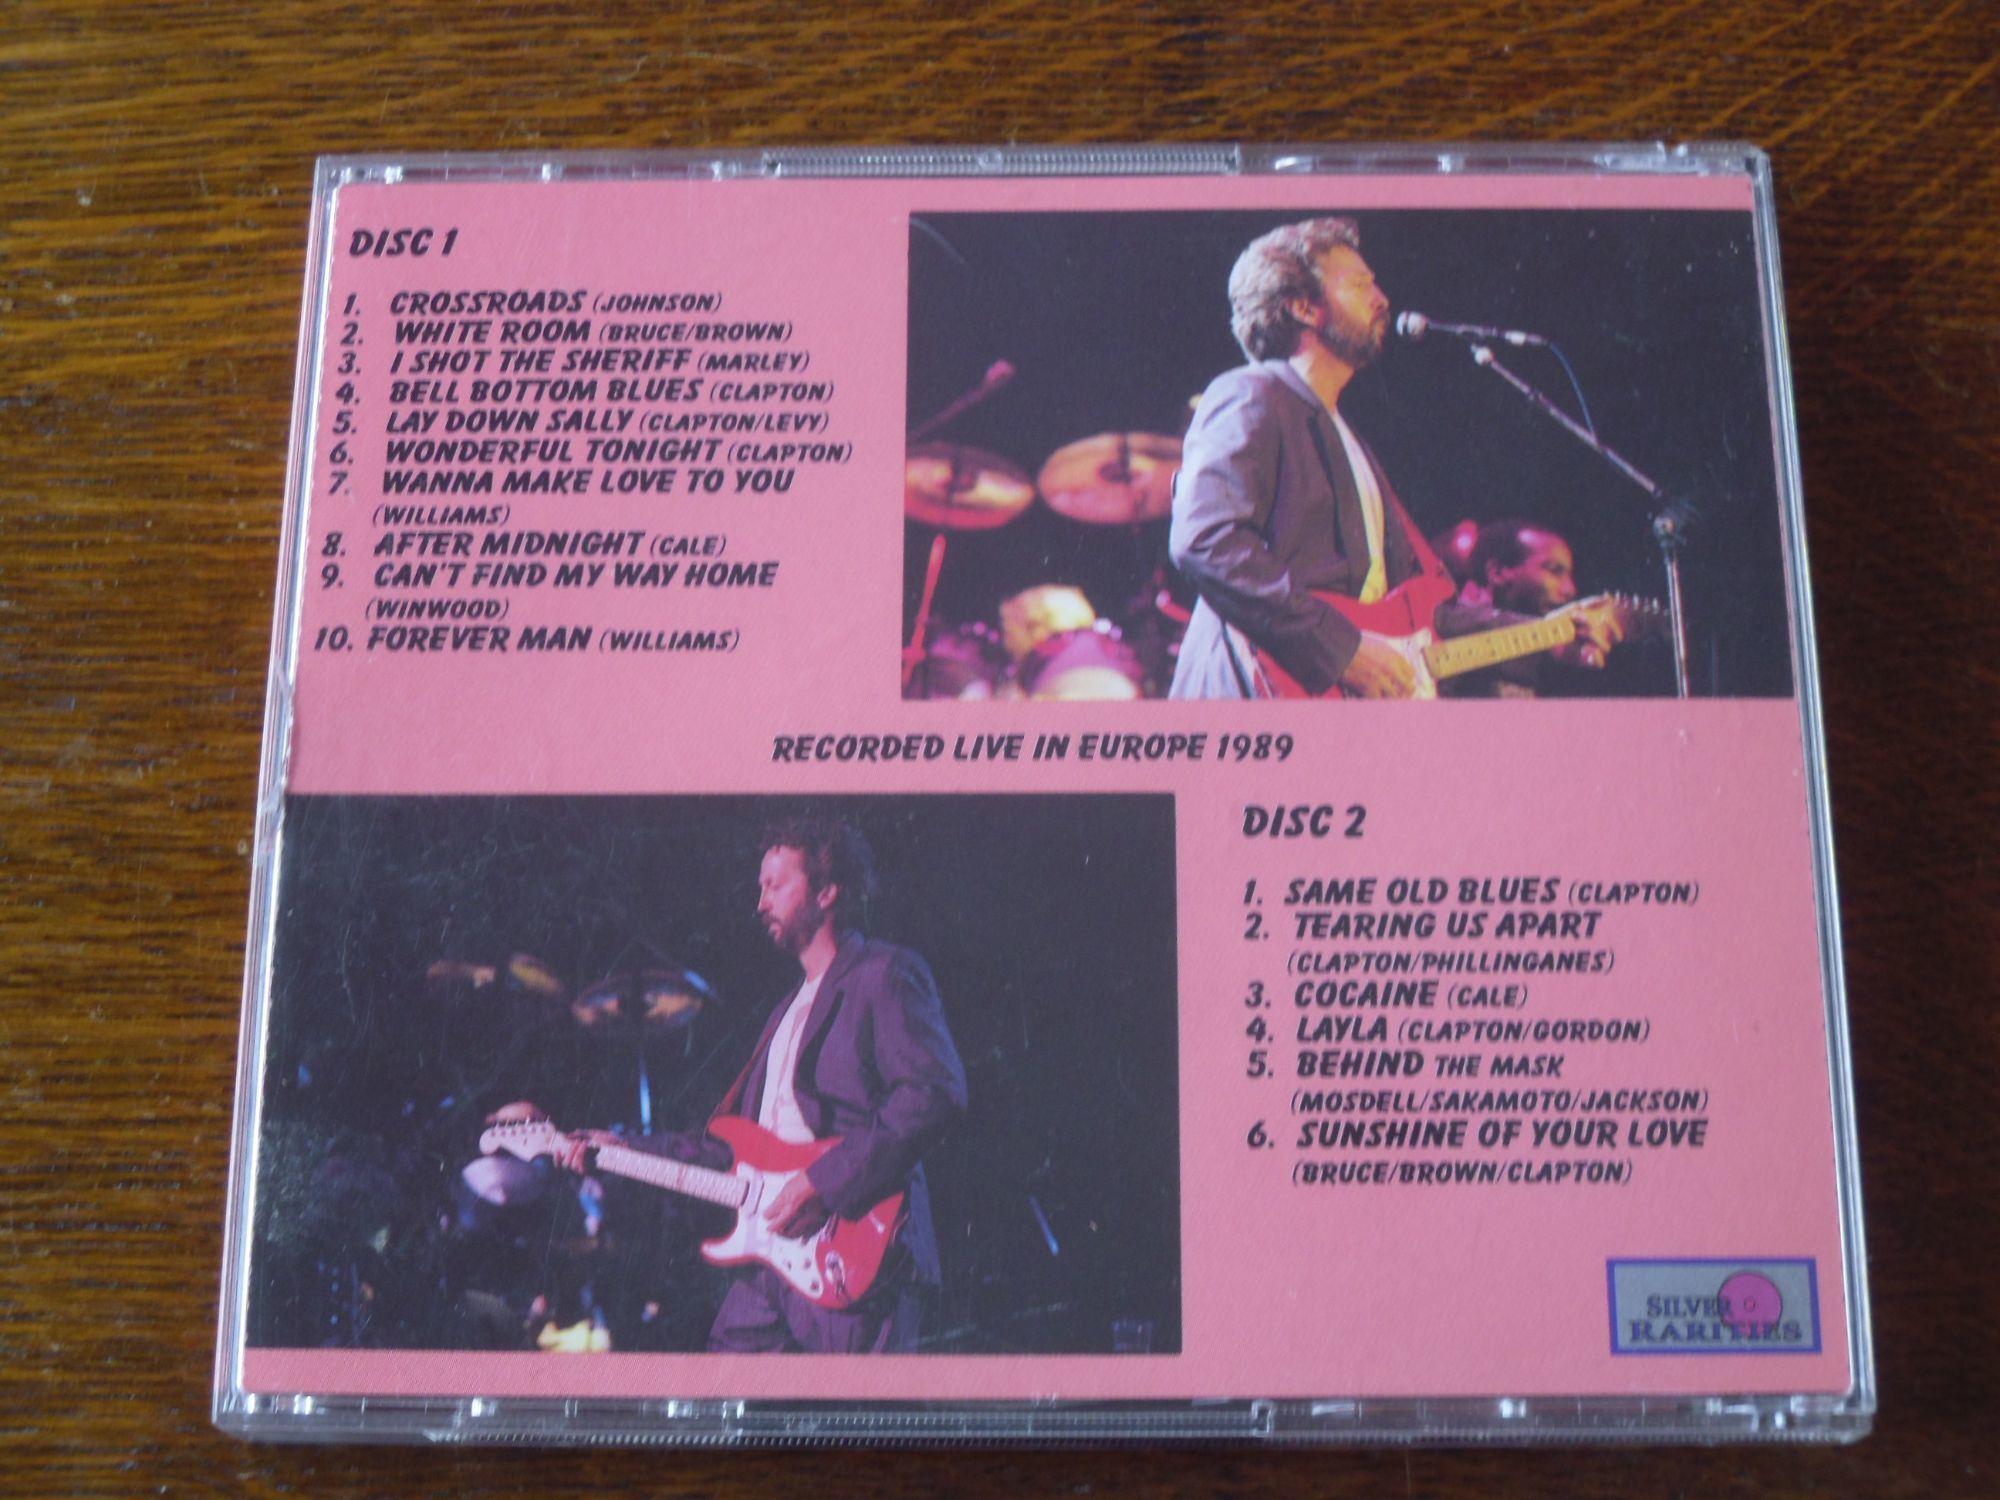 DISC 1
1. CROSSROADS (JOHNSON)
2. WHITE ROOM (BRUCE/BROWN)
3. I SHOT THE SHERIFF (MARLEY)
4. BELL BOTTOM BLUES (CLAPTON)
5. LAY DOWN SALLY (CLAPTON/LEVY)
6. WONDERFUL TONIGHT (CLAPTON)
7. WANNA MAKE LOVE TO YOU
(WILLIAMS)
8. AFTER MIDNIGHT (CALE)
9. CAN'T FIND MY WAY HOME
(WINWOOD)
10. FOREVER MAN (WILLIAMS)
RECORDED LIVE IN EUROPE 1989
DISC 2
1. SAME OLD BLUES (CLAPTON)
2. TEARING US APART
(CLAPTON/PHILLINGANES)
3. COCAINE (CALE)
4. LAYLA (CLAPTON/GORDON)
5. BEHIND THE MASK
(MOSDELL/SAKAMOTO/JACKSON)
6. SUNSHINE OF YOUR LOVE
(BRUCE/BROWN/CLAPTON)
SILVER
RARITIES